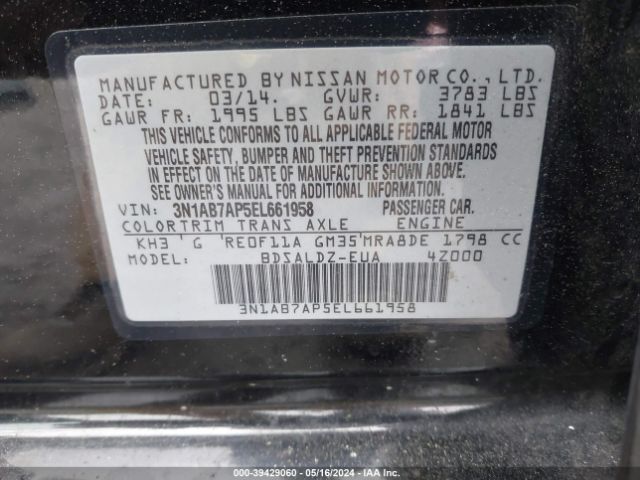 MANUFACTURED BY NISSAN MOTOR CO., LTD.
DATE: 03/14. GVWR: 3783 LBS
GAWR FR: 1995 LBS GAWR RR: 1841 LBS
THIS VEHICLE CONFORMS TO ALL APPLICABLE FEDERAL MOTOR
VEHICLE SAFETY, BUMPER AND THEFT PREVENTION STANDARDS
IN EFFECT ON THE DATE OF MANUFACTURE SHOWN ABOVE.
SEE OWNER'S MANUAL FOR ADDITIONAL INFORMATION.
VIN: 3N1AB7AP5EL661958 PASSENGER CAR.
COLOR TRIM TRANS AXLE ENGINE
KH3 'G 'RE0F11A GM35'MRA8DE 1798 CC
MODEL: BDSALDZ-EUA 4Z000
3N1AB7AP5EL661958
000-39429060 - 05/16/2024 - IAA Inc.